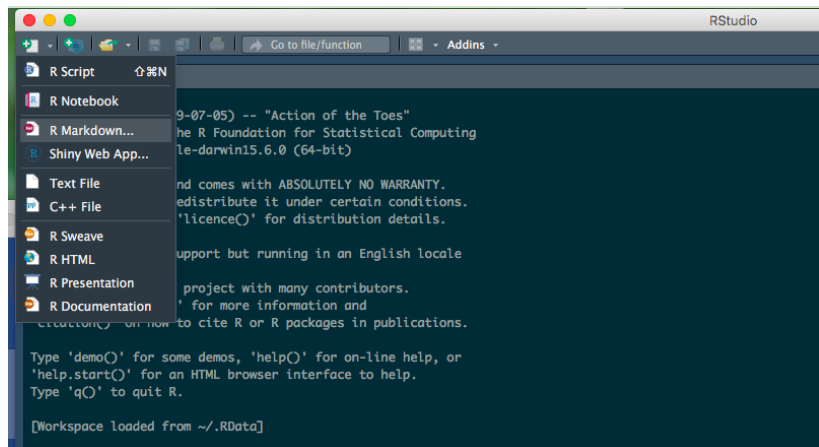 RStudio
Go to file/function
Addins
R Script ⇧⌘N
R Notebook
R Markdown...
Shiny Web App...
Text File
C++ File
R Sweave
R HTML
R Presentation
R Documentation
9-07-05) -- "Action of the Toes"
he R Foundation for Statistical Computing
le-darwin15.6.0 (64-bit)
nd comes with ABSOLUTELY NO WARRANTY.
edistribute it under certain conditions.
'licence()' for distribution details.
upport but running in an English locale
project with many contributors.
' for more information and
'citation()' on how to cite R or R packages in publications.
Type 'demo()' for some demos, 'help()' for on-line help, or
'help.start()' for an HTML browser interface to help.
Type 'q()' to quit R.
[Workspace loaded from ~/.RData]